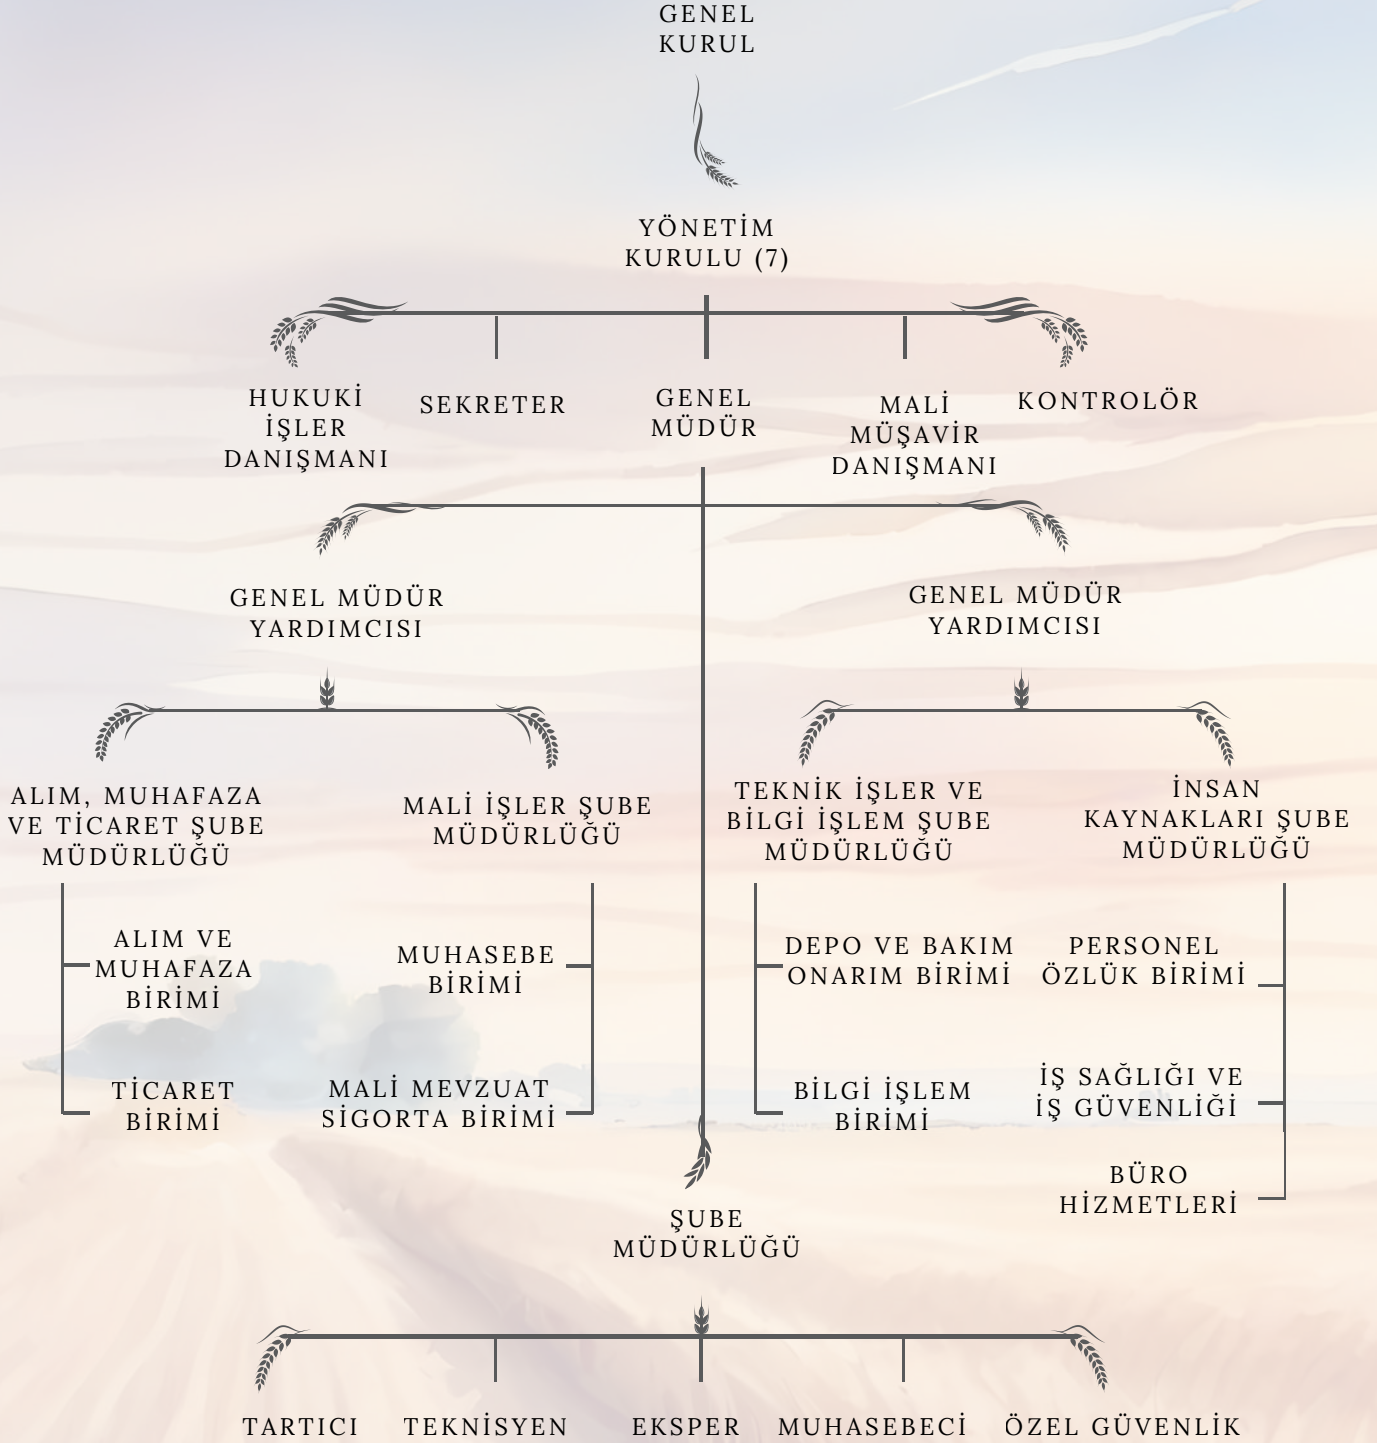 GENEL
KURUL
YÖNETİM
KURULU (7)
HUKUKİ
İŞLER
DANIŞMANI
SEKRETER
GENEL
MÜDÜR
MALİ
MÜŞAVİR
DANIŞMANI
KONTROLÖR
GENEL MÜDÜR
YARDIMCISI
GENEL MÜDÜR
YARDIMCISI
ALIM, MUHAFAZA
VE TİCARET ŞUBE
MÜDÜRLÜĞÜ
MALİ İŞLER ŞUBE
MÜDÜRLÜĞÜ
TEKNİK İŞLER VE
BİLGİ İŞLEM ŞUBE
MÜDÜRLÜĞÜ
İNSAN
KAYNAKLARI ŞUBE
MÜDÜRLÜĞÜ
ALIM VE
MUHAFAZA
BİRİMİ
MUHASEBE
BİRİMİ
DEPO VE BAKIM
ONARIM BİRİMİ
PERSONEL
ÖZLÜK BİRİMİ
TİCARET
BİRİMİ
MALİ MEVZUAT
SİGORTA BİRİMİ
BİLGİ İŞLEM
BİRİMİ
İŞ SAĞLIĞI VE
İŞ GÜVENLİĞİ
BÜRO
HİZMETLERİ
ŞUBE
MÜDÜRLÜĞÜ
TARTICI
TEKNİSYEN
EKSPER
MUHASEBECİ
ÖZEL GÜVENLİK